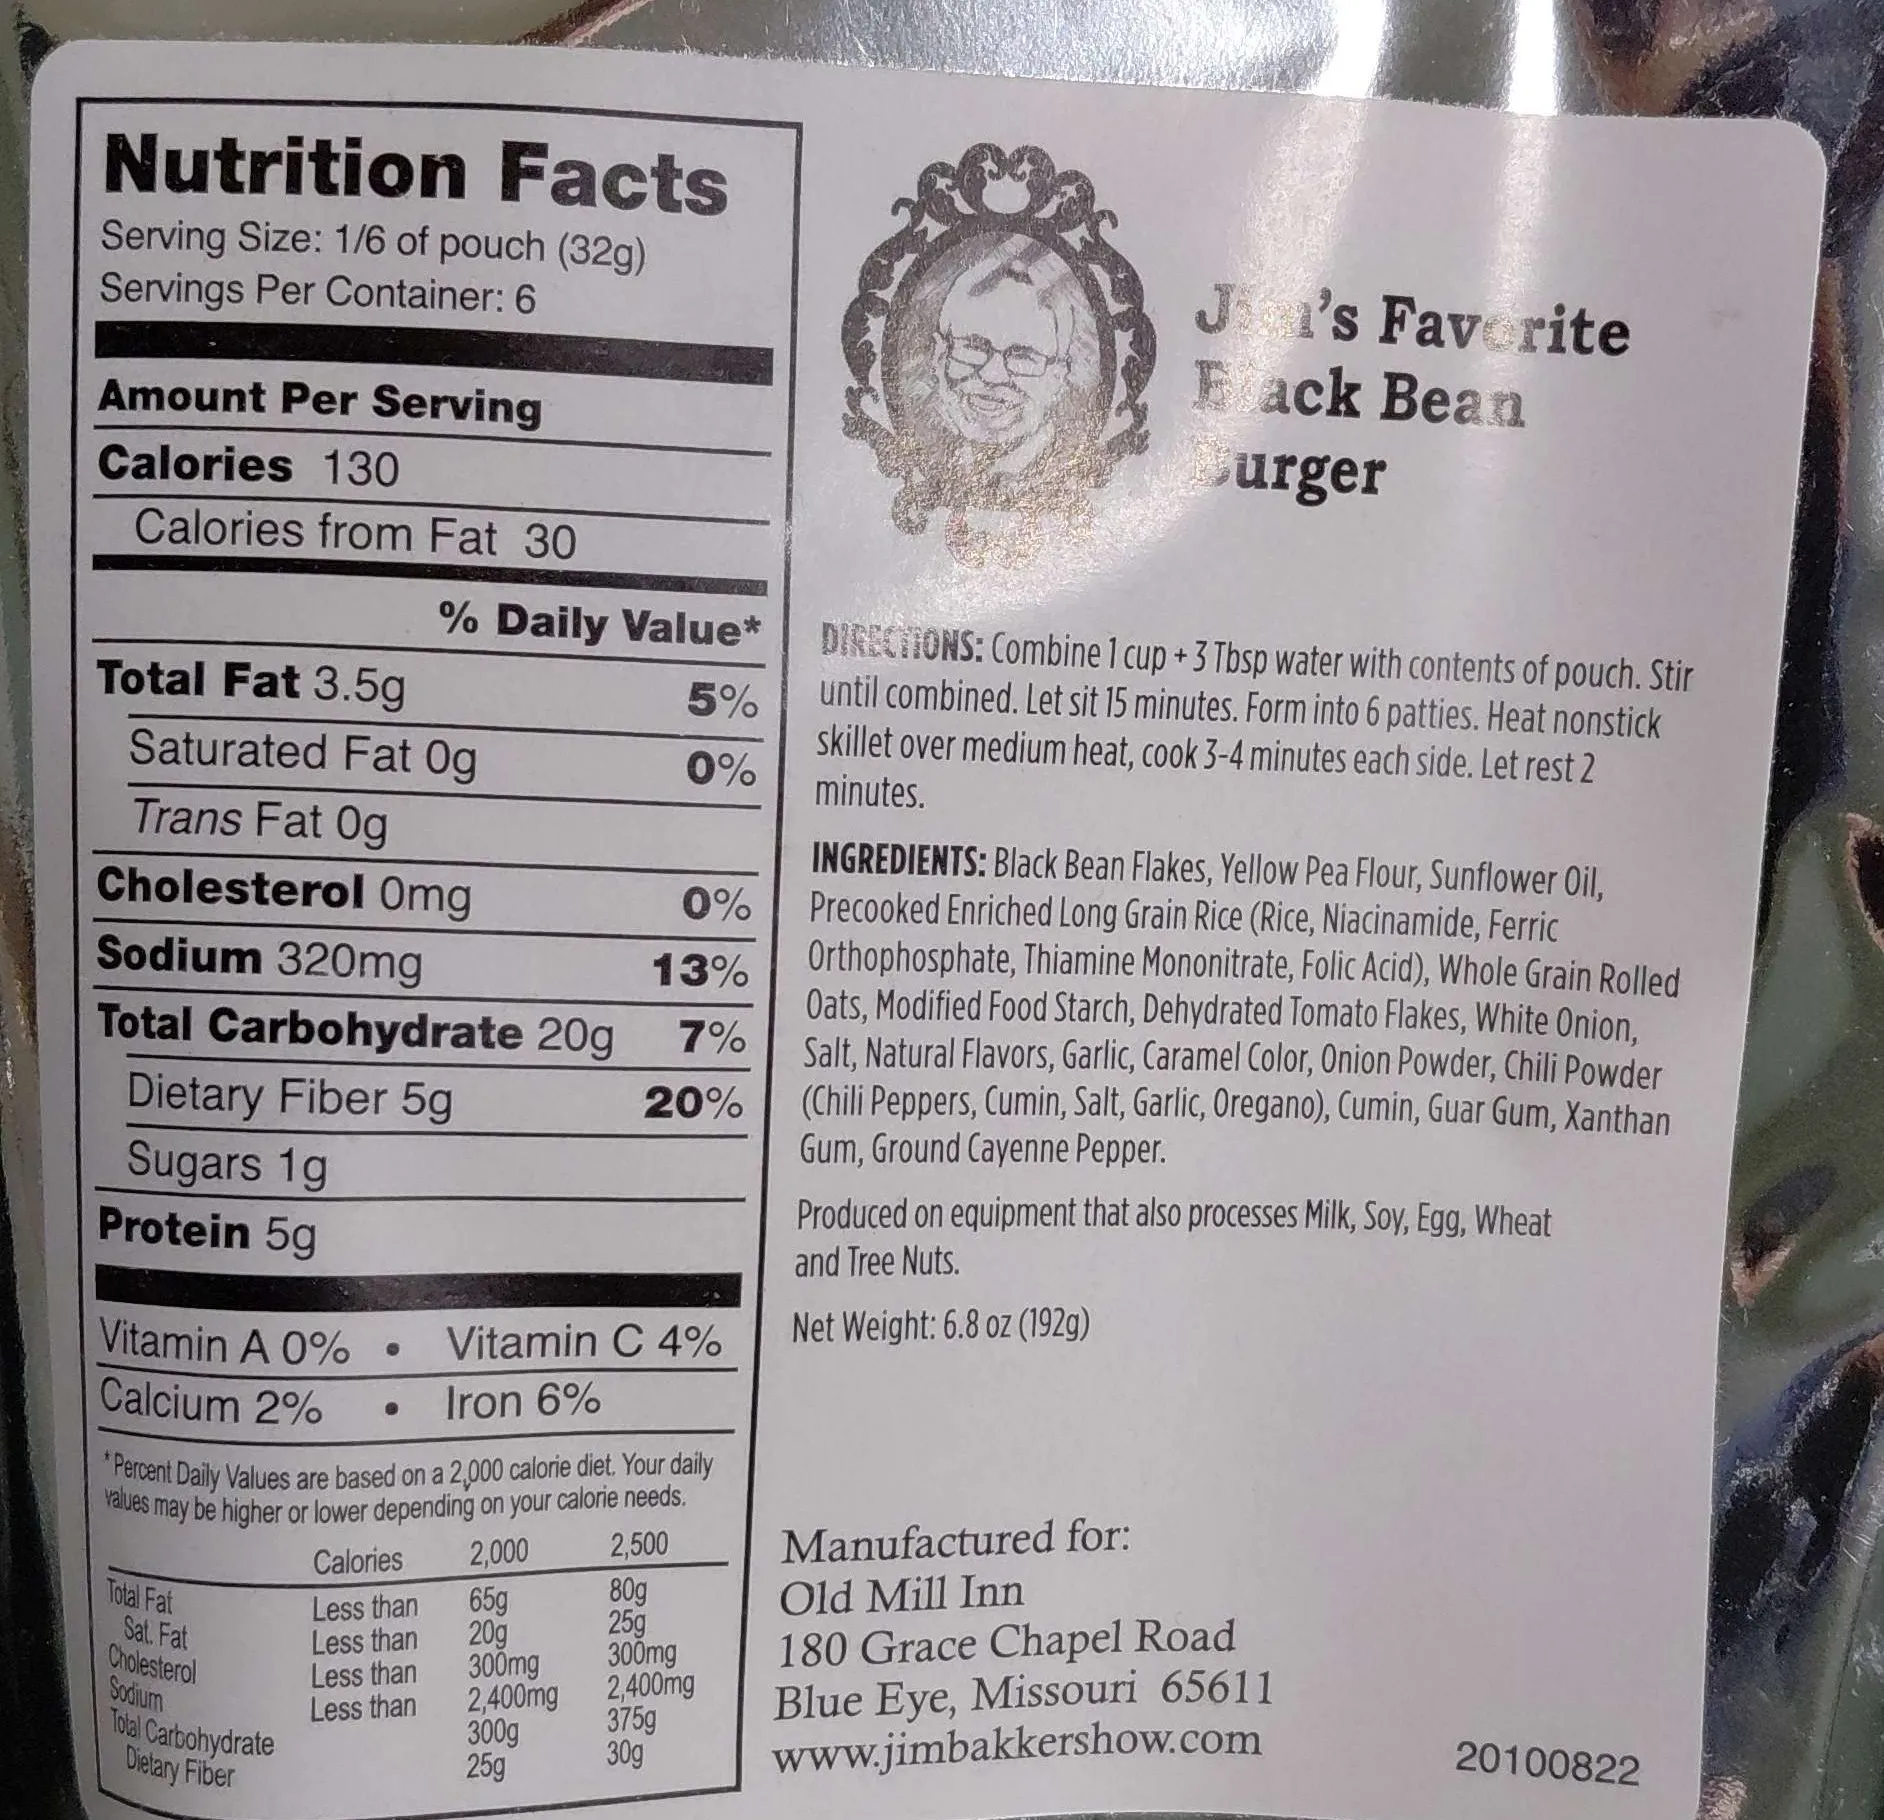 Nutrition Facts
Serving Size: 1/6 of pouch (32g)
Servings Per Container: 6
Amount Per Serving
Calories 130
Calories from Fat 30
% Daily Value*
Total Fat 3.5g 5%
Saturated Fat 0g 0%
Trans Fat 0g
Cholesterol 0mg 0%
Sodium 320mg 13%
Total Carbohydrate 20g 7%
Dietary Fiber 5g 20%
Sugars 1g
Protein 5g
Vitamin A 0% • Vitamin C 4%
Calcium 2% • Iron 6%
*Percent Daily Values are based on a 2,000 calorie diet. Your daily
values may be higher or lower depending on your calorie needs.
Calories 2,000 2,500
Total Fat Less than 65g 80g
Sat. Fat Less than 20g 25g
Cholesterol Less than 300mg 300mg
Sodium Less than 2,400mg 2,400mg
Total Carbohydrate 300g 375g
Dietary Fiber 25g 30g
Jim's Favorite
Black Bean
Burger
DIRECTIONS: Combine 1 cup + 3 Tbsp water with contents of pouch. Stir
until combined. Let sit 15 minutes. Form into 6 patties. Heat nonstick
skillet over medium heat, cook 3-4 minutes each side. Let rest 2
minutes.
INGREDIENTS: Black Bean Flakes, Yellow Pea Flour, Sunflower Oil,
Precooked Enriched Long Grain Rice (Rice, Niacinamide, Ferric
Orthophosphate, Thiamine Mononitrate, Folic Acid), Whole Grain Rolled
Oats, Modified Food Starch, Dehydrated Tomato Flakes, White Onion,
Salt, Natural Flavors, Garlic, Caramel Color, Onion Powder, Chili Powder
(Chili Peppers, Cumin, Salt, Garlic, Oregano), Cumin, Guar Gum, Xanthan
Gum, Ground Cayenne Pepper.
Produced on equipment that also processes Milk, Soy, Egg, Wheat
and Tree Nuts.
Net Weight: 6.8 oz (192g)
Manufactured for:
Old Mill Inn
180 Grace Chapel Road
Blue Eye, Missouri 65611
www.jimbakkershow.com
20100822